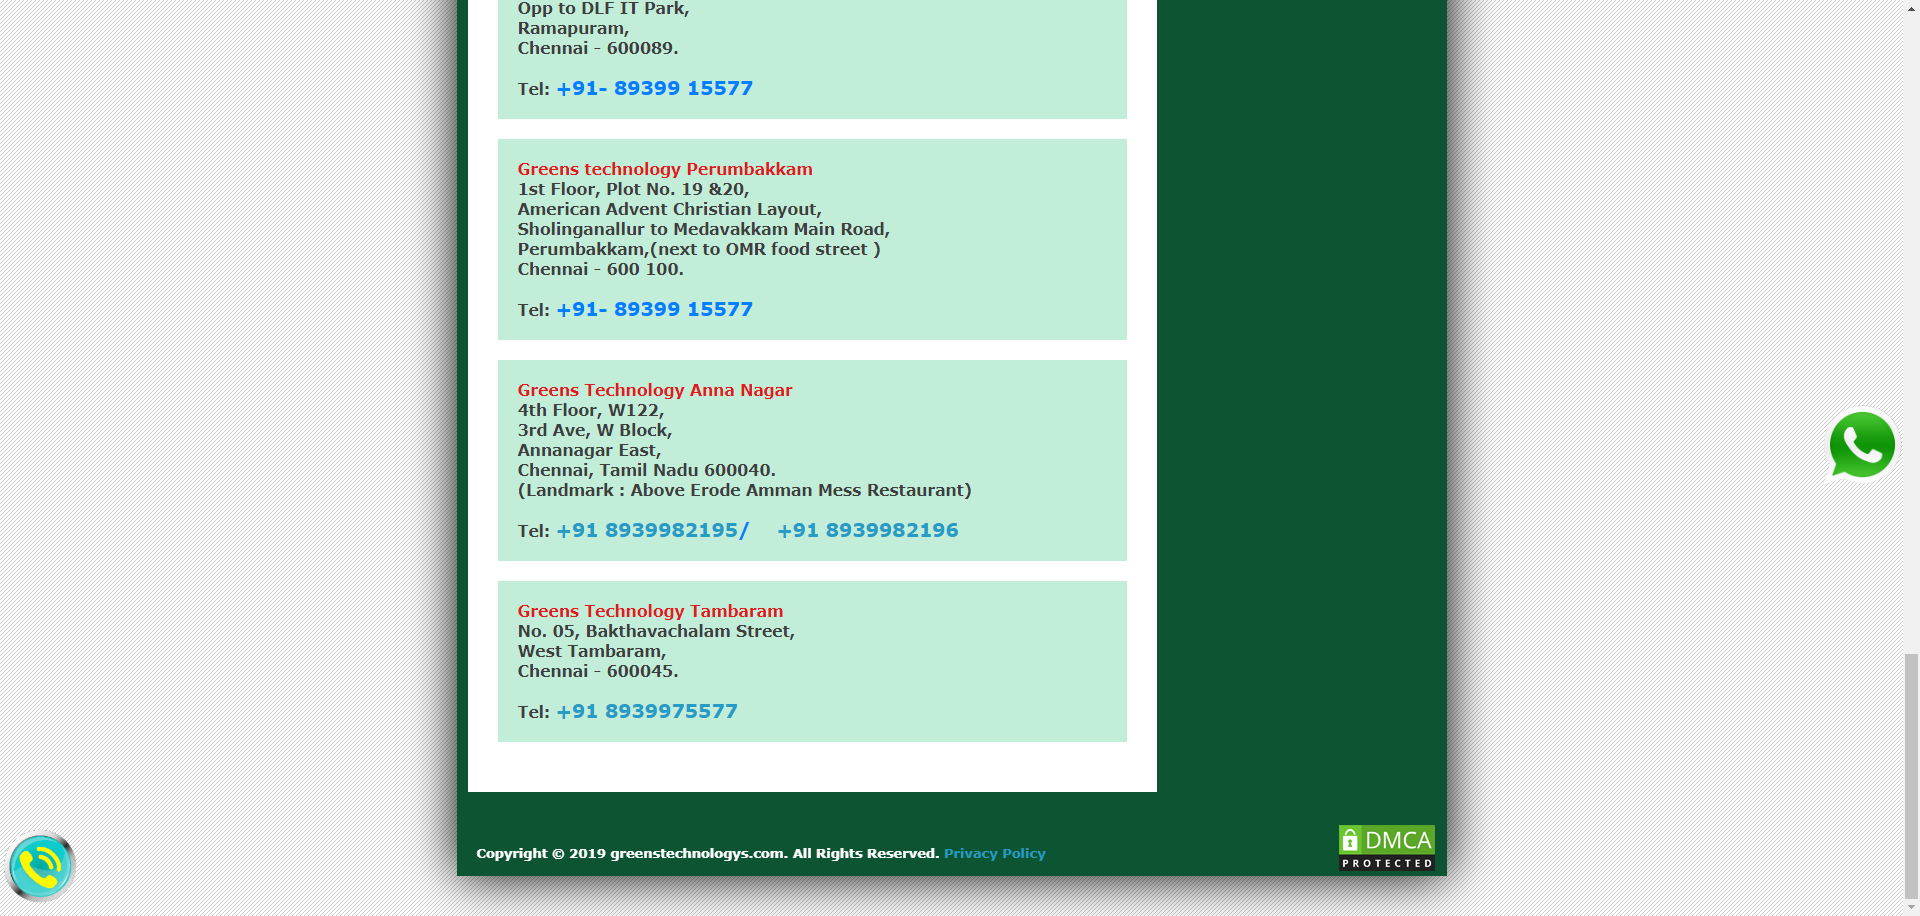 Opp to DLF IT Park,
Ramapuram,
Chennai - 600089.
Tel: +91- 89399 15577
Greens technology Perumbakkam
1st Floor, Plot No. 19 &20,
American Advent Christian Layout,
Sholinganallur to Medavakkam Main Road,
Perumbakkam,(next to OMR food street )
Chennai - 600 100.
Tel: +91- 89399 15577
Greens Technology Anna Nagar
4th Floor, W122,
3rd Ave, W Block,
Annanagar East,
Chennai, Tamil Nadu 600040.
(Landmark : Above Erode Amman Mess Restaurant)
Tel: +91 8939982195/ +91 8939982196
Greens Technology Tambaram
No. 05, Bakthavachalam Street,
West Tambaram,
Chennai - 600045.
Tel: +91 8939975577
Copyright © 2019 greenstechnologys.com. All Rights Reserved. Privacy Policy
DMCA
PROTECTED